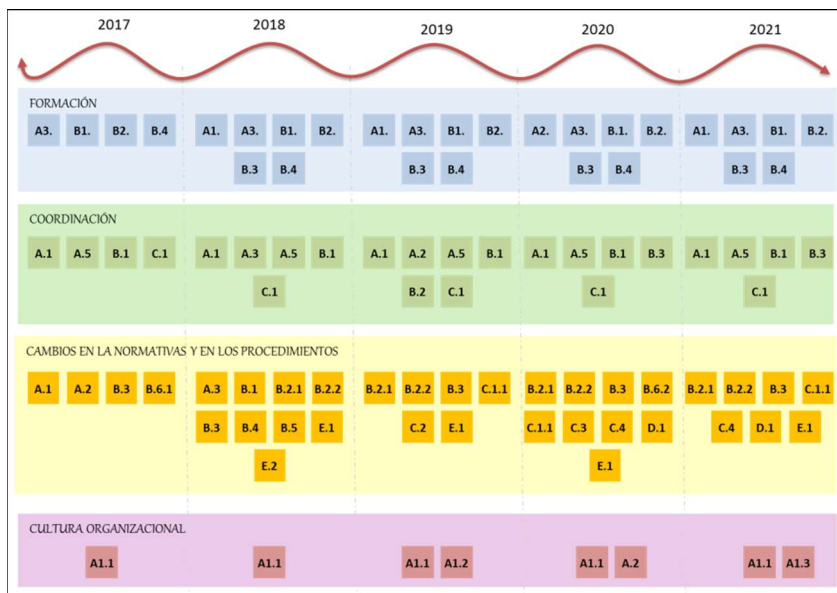 2017 2018 2019 2020 2021
FORMACIÓN
A3. B1. B2. B.4 A1. A3. B1. B2. A1. A3. B1. B2. A2. A3. B.1. B.2. A1. A3. B1. B.2.
B.3 B.4 B.3 B.4 B.3 B.4 B.3 B.4
COORDINACIÓN
A.1 A.5 B.1 C.1 A.1 A.3 A.5 B.1 A.1 A.2 A.5 B.1 A.1 A.5 B.1 B.3 A.1 A.5 B.1 B.3
C.1 B.2 C.1 C.1 C.1
CAMBIOS EN LA NORMATIVAS Y EN LOS PROCEDIMIENTOS
A.1 A.2 B.3 B.6.1 A.3 B.1 B.2.1 B.2.2 B.2.1 B.2.2 B.3 C.1.1 B.2.1 B.2.2 B.3 B.6.2 B.2.1 B.2.2 B.3 C.1.1
B.3 B.4 B.5 E.1 C.2 E.1 C.1.1 C.3 C.4 D.1 C.4 D.1 E.1
E.2 E.1
CULTURA ORGANIZACIONAL
A1.1 A1.1 A1.1 A1.2 A1.1 A.2 A1.1 A1.3